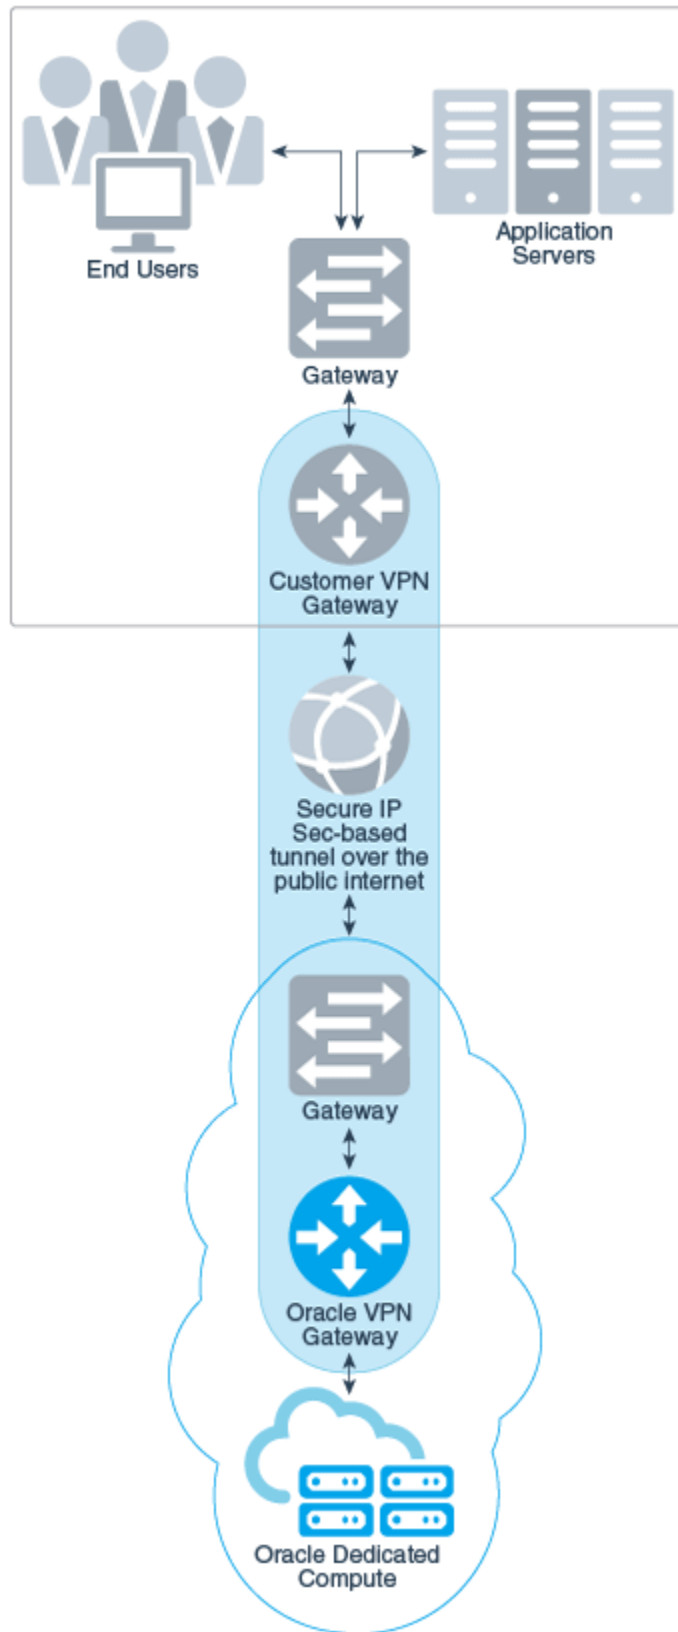 End Users
Application
Servers
Gateway
Customer VPN
Gateway
Secure IP
Sec-based
tunnel over the
public internet
Gateway
Oracle VPN
Gateway
Oracle Dedicated
Compute